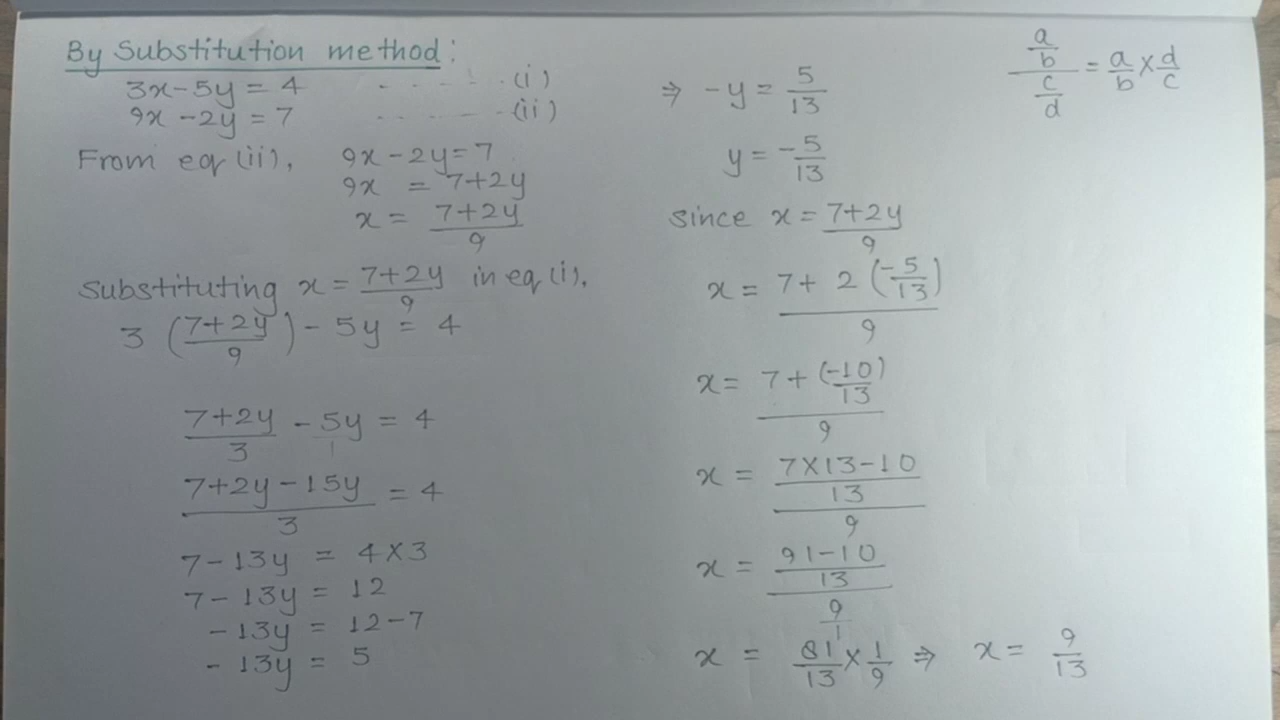 By Substitution method:
3x-5y = 4 ........(i)
9x-2y = 7 ........(ii)
From eq (ii), 9x-2y=7
9x = 7+2y
x = 7+2y/9
Substituting x = 7+2y/9 in eq (i),
3 (7+2y/9) - 5y = 4
7+2y/3 - 5y/1 = 4
7+2y-15y/3 = 4
7-13y = 4×3
7-13y = 12
-13y = 12-7
-13y = 5
⇒ -y = 5/13
y = -5/13
since x = 7+2y/9
x = 7+2(-5/13)/9
x = 7+(-10/13)/9
x = 7×13-10/13/9
x = 91-10/13/9/1
x = 81/13 × 1/9 ⇒ x = 9/13
a/b/c/d = a/b × d/c